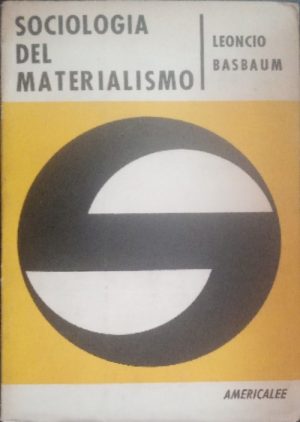 SOCIOLOGIA
DEL
MATERIALISMO
LEONCIO
BASBAUM
AMERICALEE